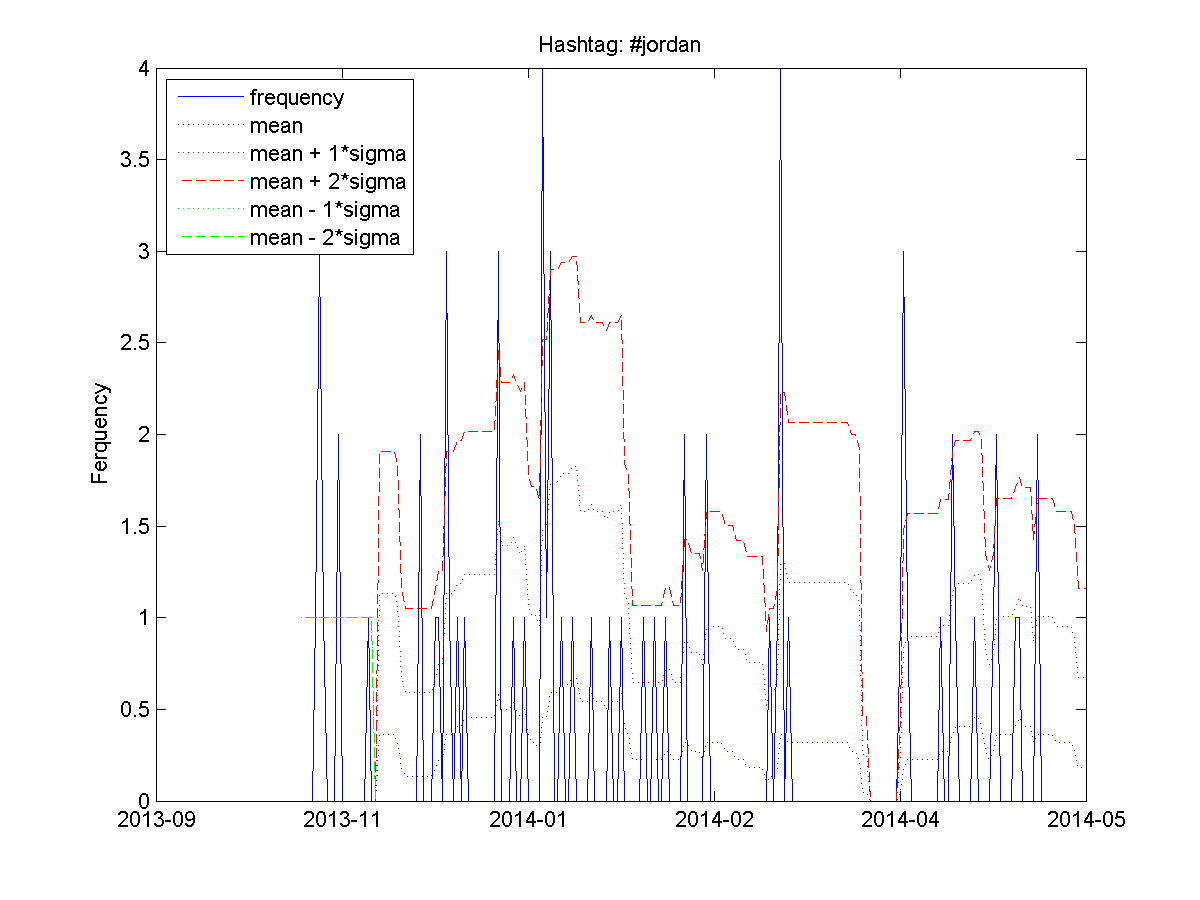 Hashtag: #jordan
4
3.5
3
2.5
2
1.5
1
0.5
0
Ferquency
frequency
mean
mean + 1*sigma
mean + 2*sigma
mean - 1*sigma
mean - 2*sigma
2013-09 2013-11 2014-01 2014-02 2014-04 2014-05